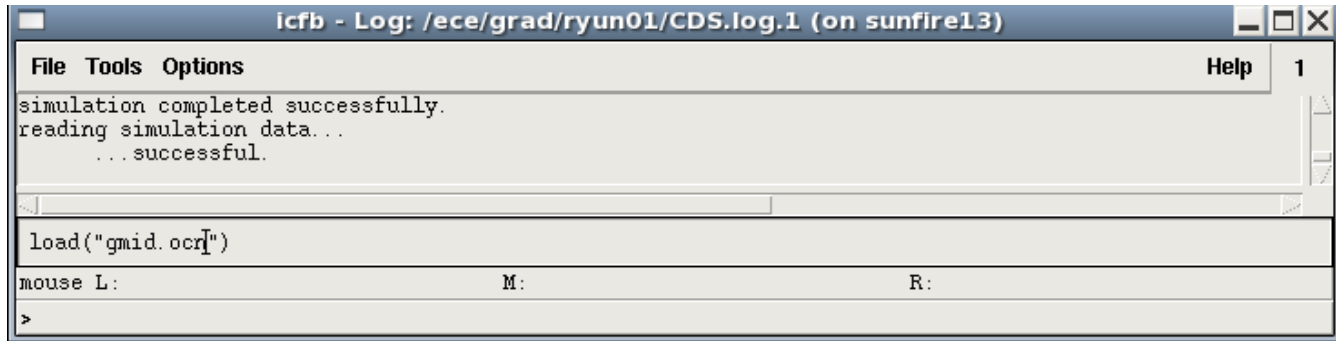 icfb - Log: /ece/grad/ryun01/CDS.log.1 (on sunfire13)
File Tools Options Help 1
simulation completed successfully.
reading simulation data...
...successful.
load("gmid.ocn")
mouse L: M: R:
>